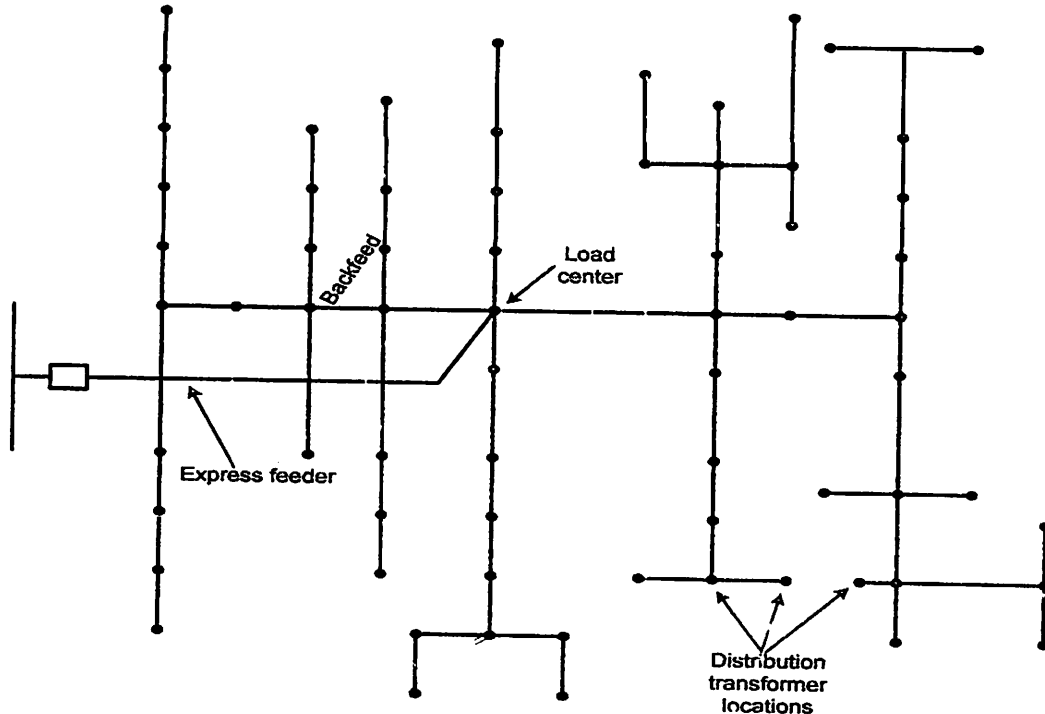 Backfeed
Load
center
Express feeder
Distribution
transformer
locations